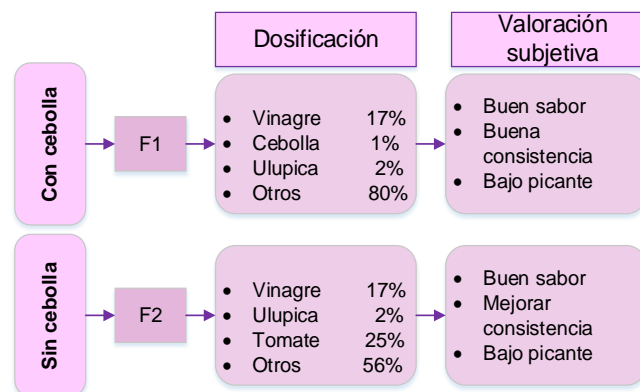 Dosificación
Valoración
subjetiva
Con cebolla
F1
• Vinagre 17%
• Cebolla 1%
• Ulupica 2%
• Otros 80%
• Buen sabor
• Buena
consistencia
• Bajo picante
Sin cebolla
F2
• Vinagre 17%
• Ulupica 2%
• Tomate 25%
• Otros 56%
• Buen sabor
• Mejorar
consistencia
• Bajo picante